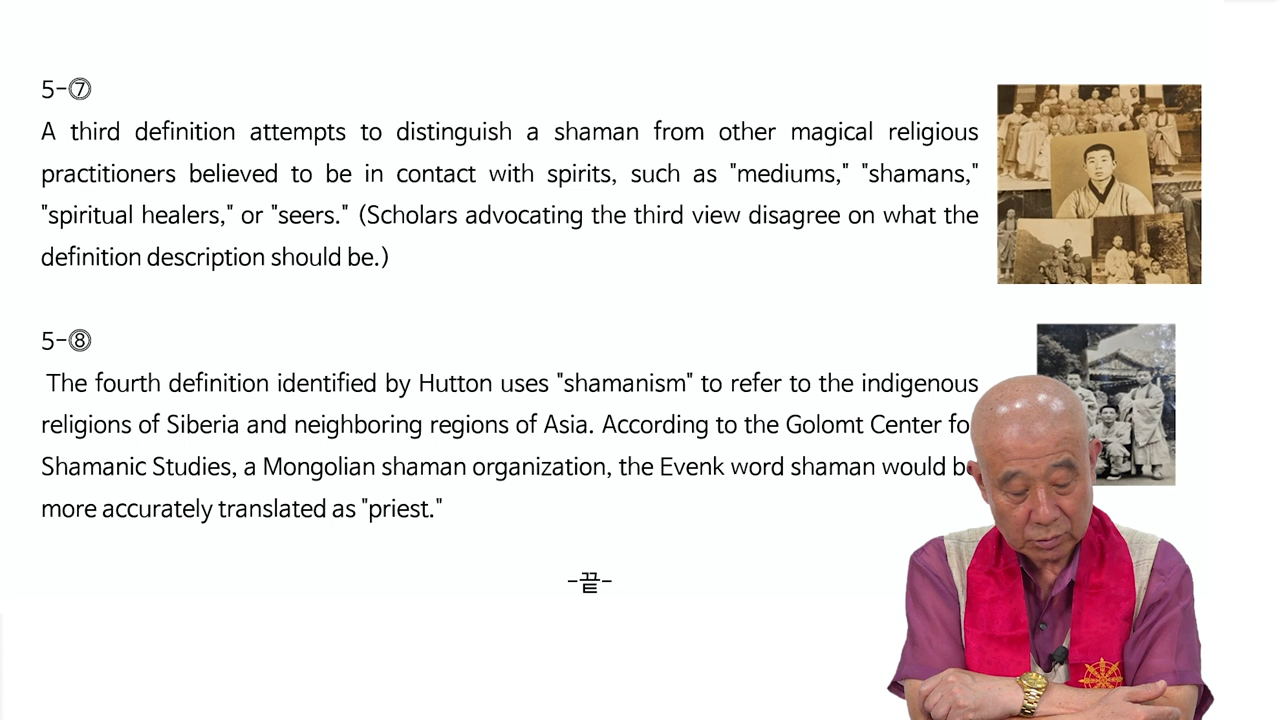 5-⑦
A third definition attempts to distinguish a shaman from other magical religious
practitioners believed to be in contact with spirits, such as "mediums," "shamans,"
"spiritual healers," or "seers." (Scholars advocating the third view disagree on what the
definition description should be.)
5-⑧
The fourth definition identified by Hutton uses "shamanism" to refer to the indigenous
religions of Siberia and neighboring regions of Asia. According to the Golomt Center fo
Shamanic Studies, a Mongolian shaman organization, the Evenk word shaman would b
more accurately translated as "priest."
-끝-